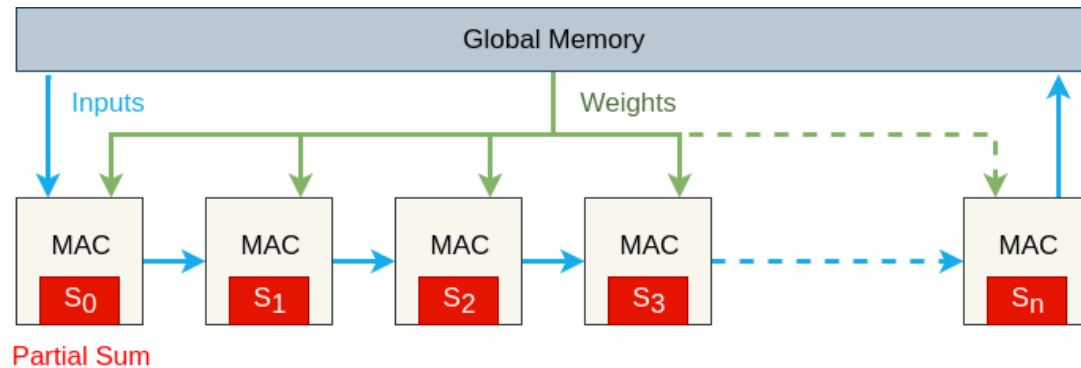 Global Memory
Inputs
Weights
MAC
MAC
MAC
MAC
MAC
S0
S1
S2
S3
Sn
Partial Sum